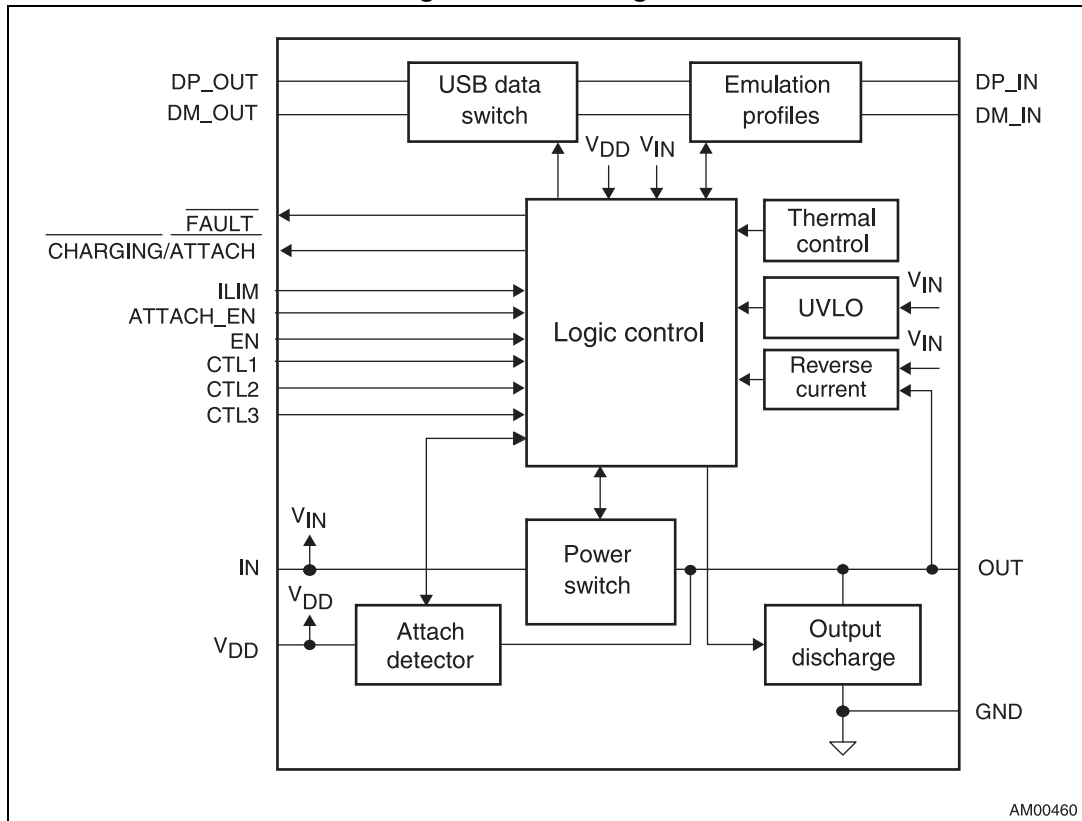 DP_OUT
DM_OUT
USB data
switch
Emulation
profiles
DP_IN
DM_IN
VDD
VIN
FAULT
CHARGING/ATTACH
ILIM
ATTACH_EN
EN
CTL1
CTL2
CTL3
Logic control
Thermal
control
UVLO
VIN
Reverse
current
VIN
VIN
IN
Power
switch
OUT
VDD
VDD
Attach
detector
Output
discharge
GND
AM00460